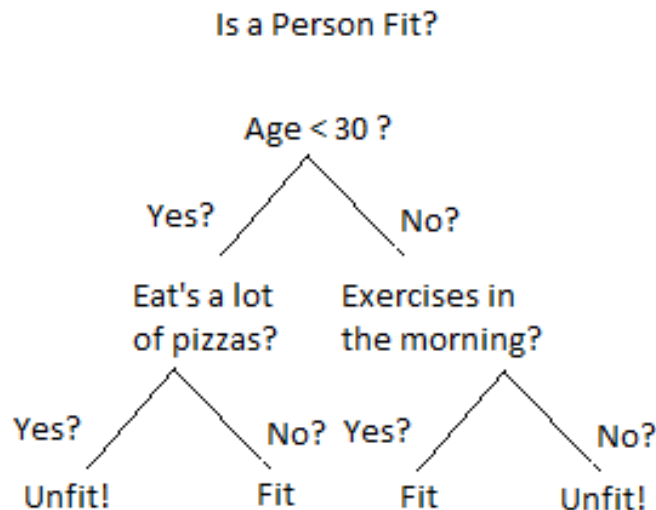 Is a Person Fit?
Age < 30 ?
Yes?
No?
Eat's a lot
of pizzas?
Exercises in
the morning?
Yes?
No?
Yes?
No?
Unfit!
Fit
Fit
Unfit!